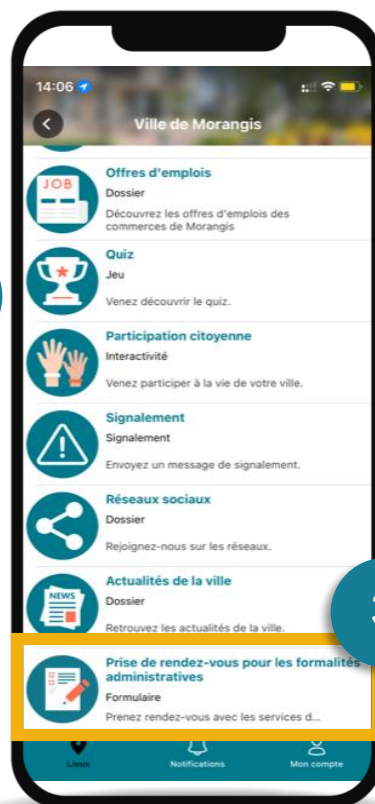 14:06
Ville de Morangis
JOB
Offres d'emplois
Dossier
Découvrez les offres d'emplois des
commerces de Morangis
Quiz
Jeu
Venez découvrir le quiz.
Participation citoyenne
Interactivité
Venez participer à la vie de votre ville.
Signalement
Signalement
Envoyez un message de signalement.
Réseaux sociaux
Dossier
Rejoignez-nous sur les réseaux.
NEWS
Actualités de la ville
Dossier
Retrouvez les actualités de la ville.
3
Prise de rendez-vous pour les formalités
administratives
Formulaire
Prenez rendez-vous avec les services d...
Lieux
Notifications
Mon compte